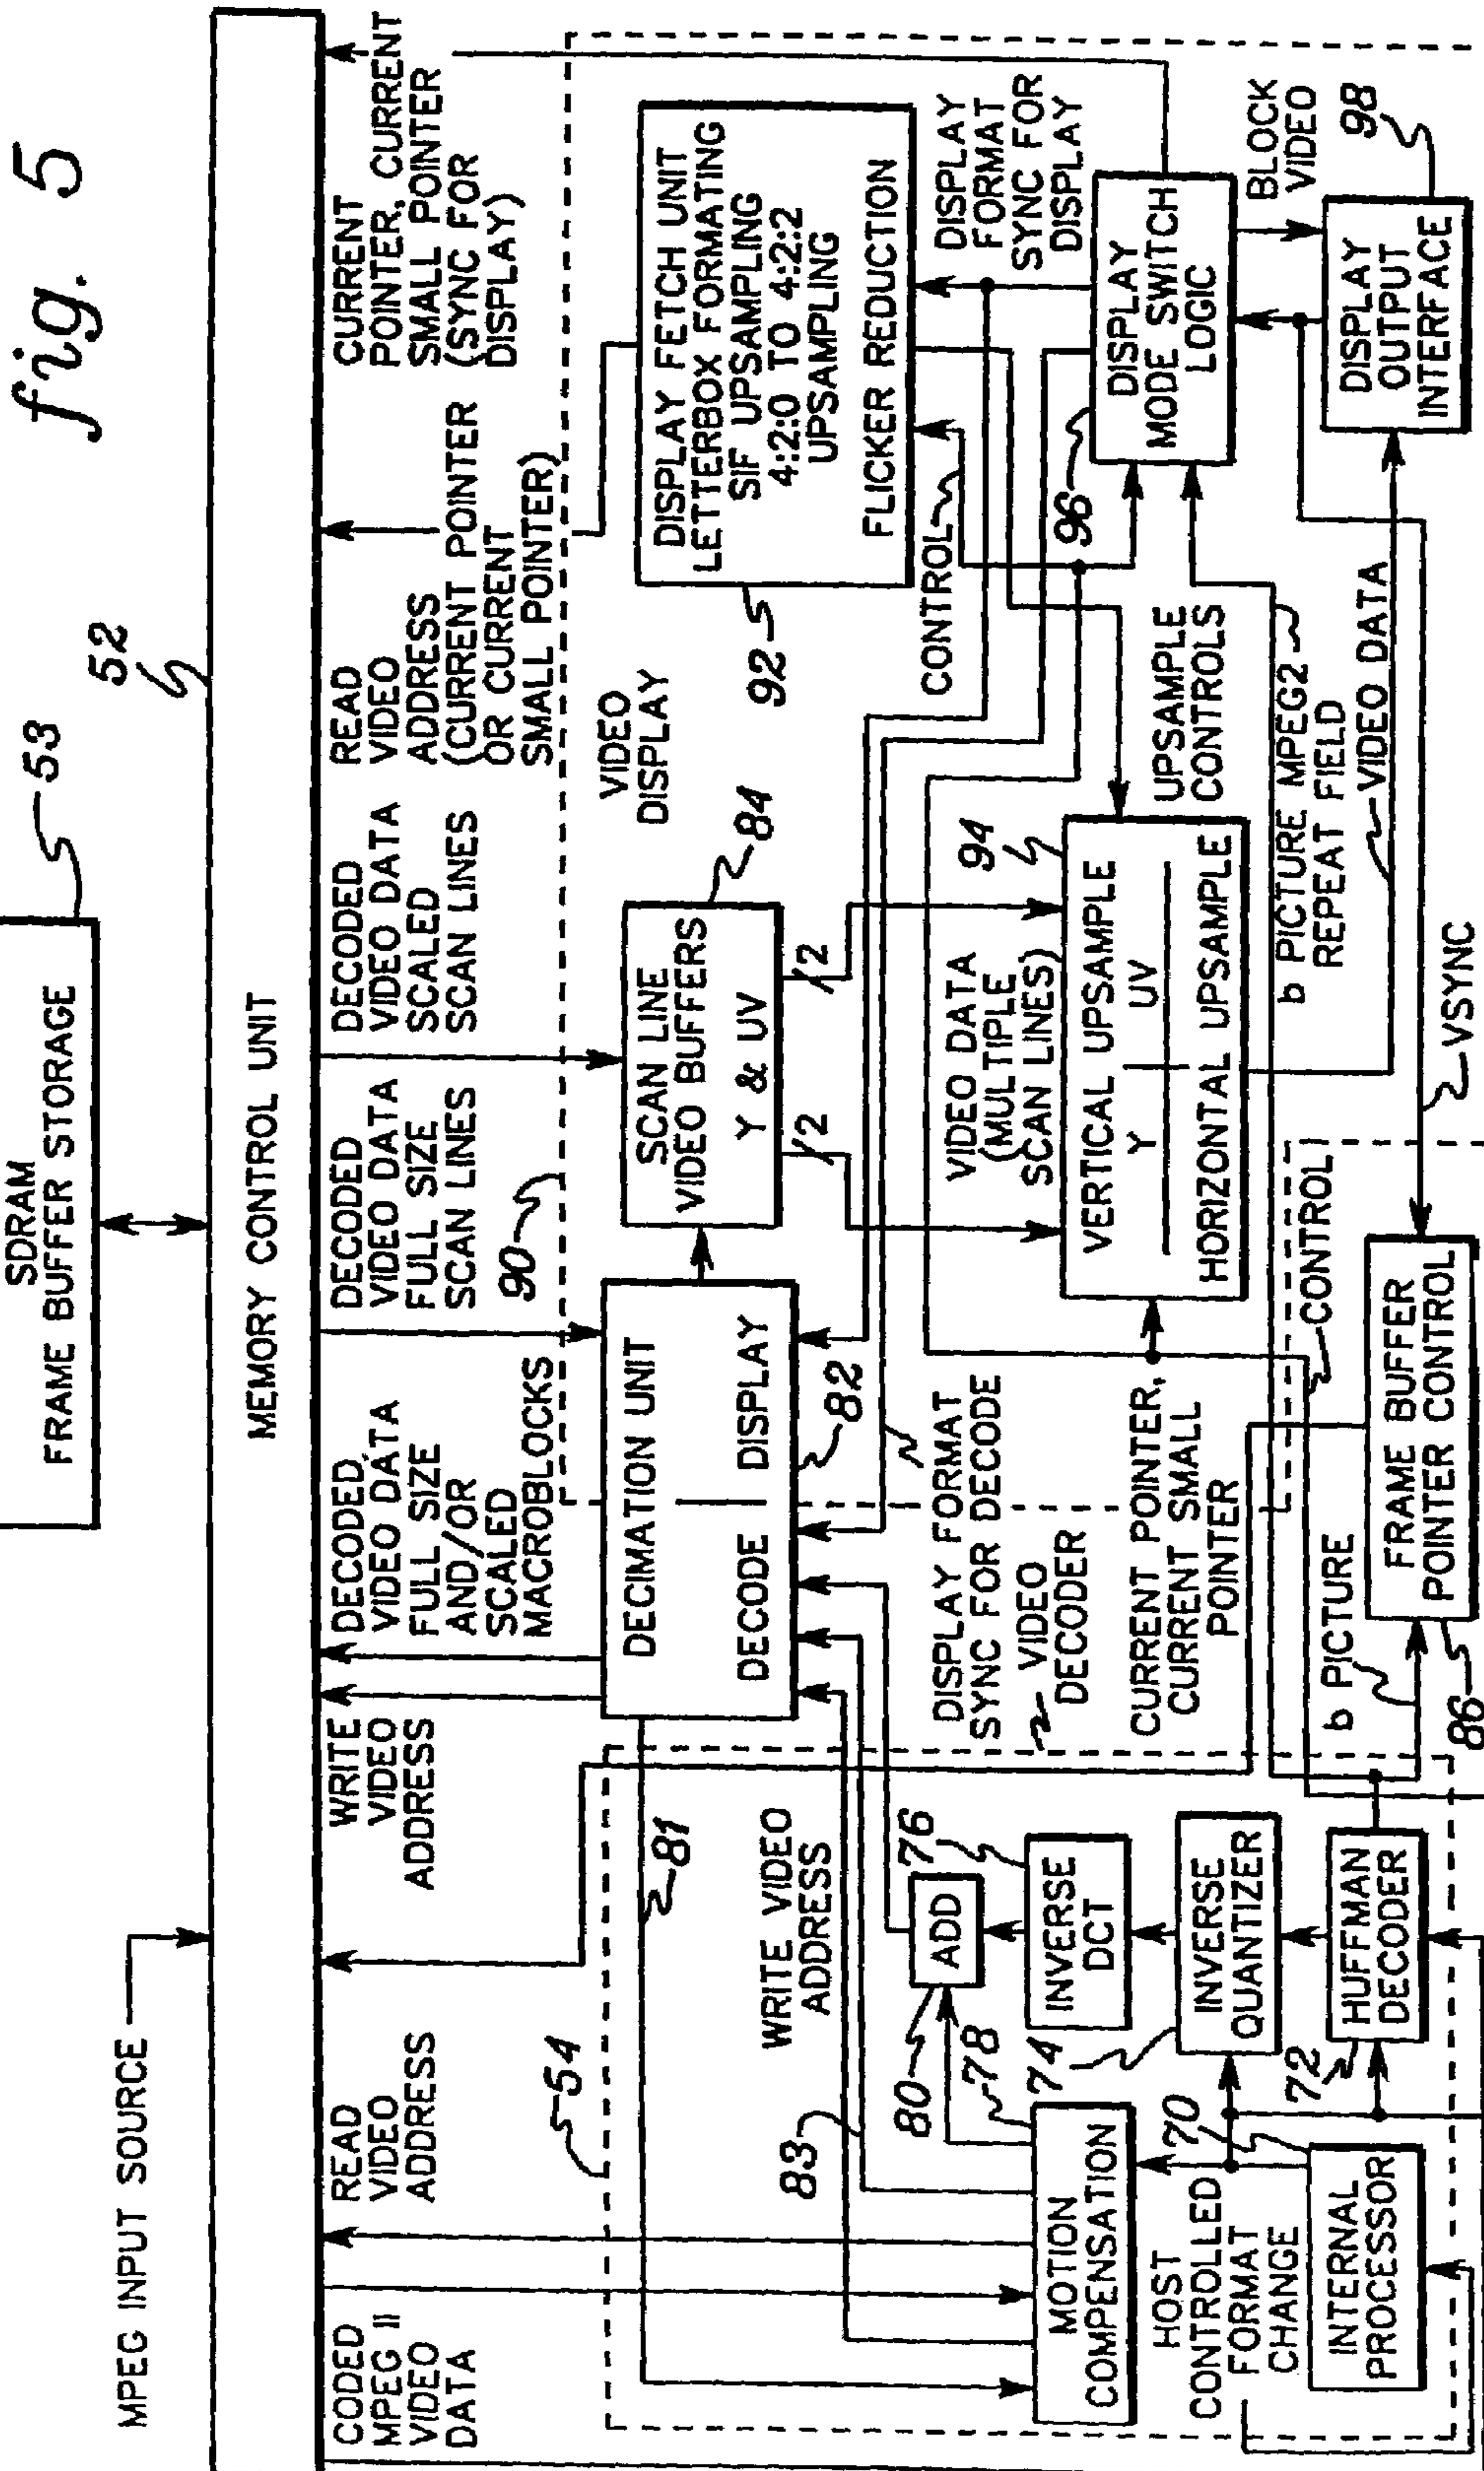 fig. 5
SDRAM
FRAME BUFFER STORAGE
53
MPEG INPUT SOURCE
52
MEMORY CONTROL UNIT
CODED
MPEG II
VIDEO
DATA
READ
VIDEO
ADDRESS
WRITE
VIDEO
ADDRESS
DECODED
VIDEO DATA
FULL SIZE
AND/OR
SCALED
MACROBLOCKS
DECODED
VIDEO DATA
FULL SIZE
SCAN LINES
DECODED
VIDEO DATA
SCALED
SCAN LINES
READ
VIDEO
ADDRESS
(CURRENT POINTER
OR CURRENT
SMALL POINTER)
CURRENT
POINTER, CURRENT
SMALL POINTER
(SYNC FOR
DISPLAY)
54
81
90
DECIMATION UNIT
DECODE
DISPLAY
82
SCAN LINE
VIDEO BUFFERS
Y & UV
84
2
2
VIDEO
DISPLAY
DISPLAY FETCH UNIT
LETTERBOX FORMATING
SIF UPSAMPLING
4:2:0 TO 4:2:2
UPSAMPLING
FLICKER REDUCTION
92
83
WRITE VIDEO
ADDRESS
80
ADD
76
78
MOTION
COMPENSATION
INVERSE
DCT
74
INVERSE
QUANTIZER
HOST
CONTROLLED
FORMAT
CHANGE
70
INTERNAL
PROCESSOR
72
HUFFMAN
DECODER
DISPLAY FORMAT
SYNC FOR DECODE
VIDEO
DECODER
CURRENT POINTER,
CURRENT SMALL
POINTER
VIDEO DATA
(MULTIPLE
SCAN LINES)
94
VERTICAL UPSAMPLE
Y
UV
HORIZONTAL UPSAMPLE
UPSAMPLE
CONTROLS
CONTROL
DISPLAY
FORMAT
SYNC FOR
DISPLAY
96
DISPLAY
MODE SWITCH
LOGIC
BLOCK
VIDEO
98
DISPLAY
OUTPUT
INTERFACE
b PICTURE MPEG2
REPEAT FIELD
VIDEO DATA
VSYNC
CONTROL
b PICTURE
FRAME BUFFER
POINTER CONTROL
86